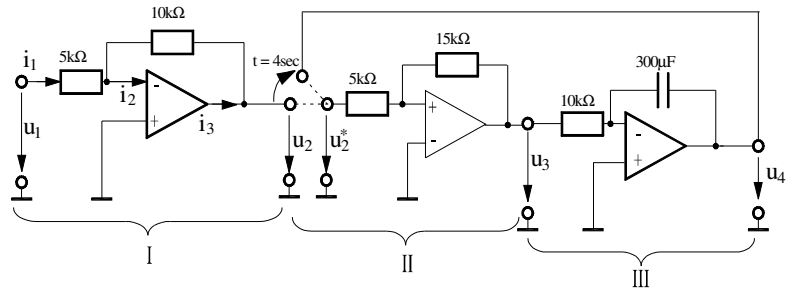 10kΩ
i₁
5kΩ
i₂
-
+
i₃
u₁
t = 4sec
u₂
u₂*
5kΩ
15kΩ
+
-
u₃
10kΩ
300µF
-
+
u₄
I
II
III